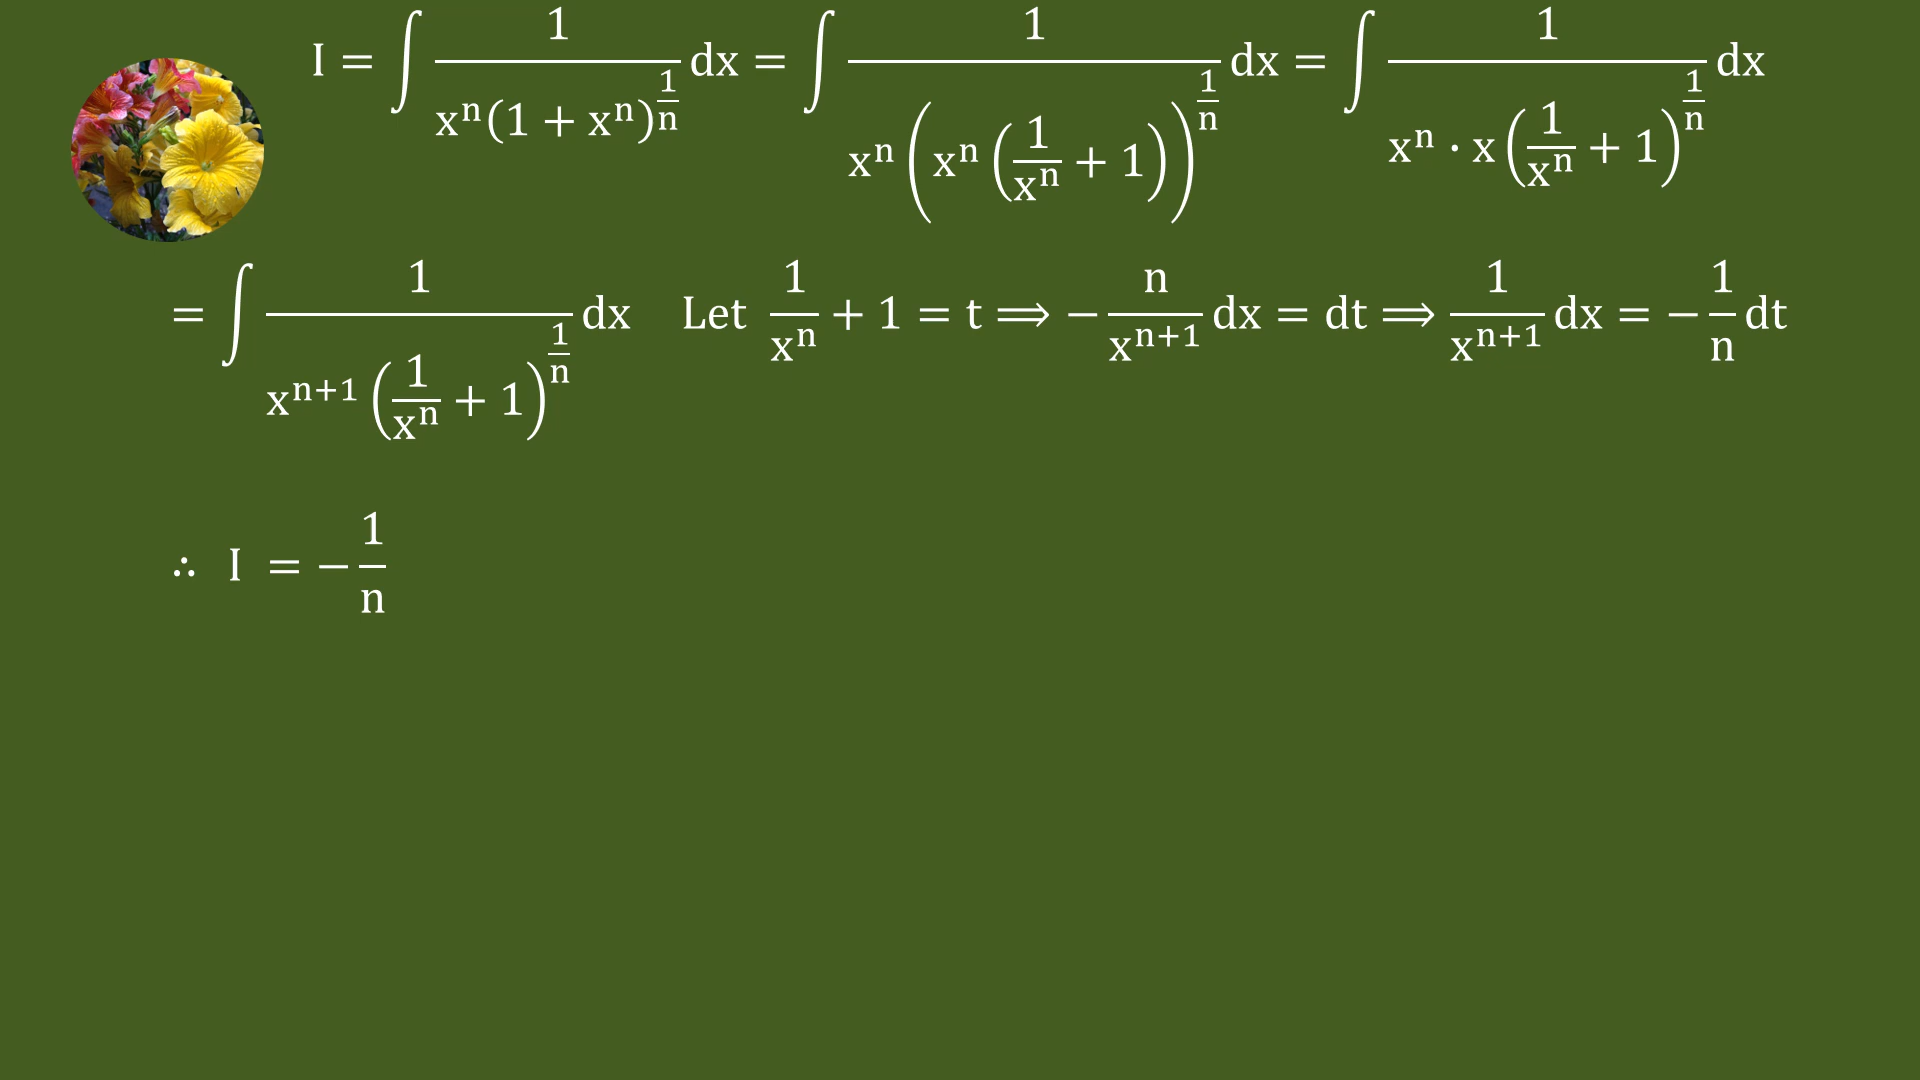 I = ∫ 1/(xⁿ(1 + xⁿ)^(1/n)) dx = ∫ 1/(xⁿ(xⁿ(1/xⁿ + 1))^(1/n)) dx = ∫ 1/(xⁿ · x(1/xⁿ + 1)^(1/n)) dx
= ∫ 1/(xⁿ⁺¹(1/xⁿ + 1)^(1/n)) dx Let 1/xⁿ + 1 = t ⟹ − n/xⁿ⁺¹ dx = dt ⟹ 1/xⁿ⁺¹ dx = − 1/n dt
∴ I = − 1/n